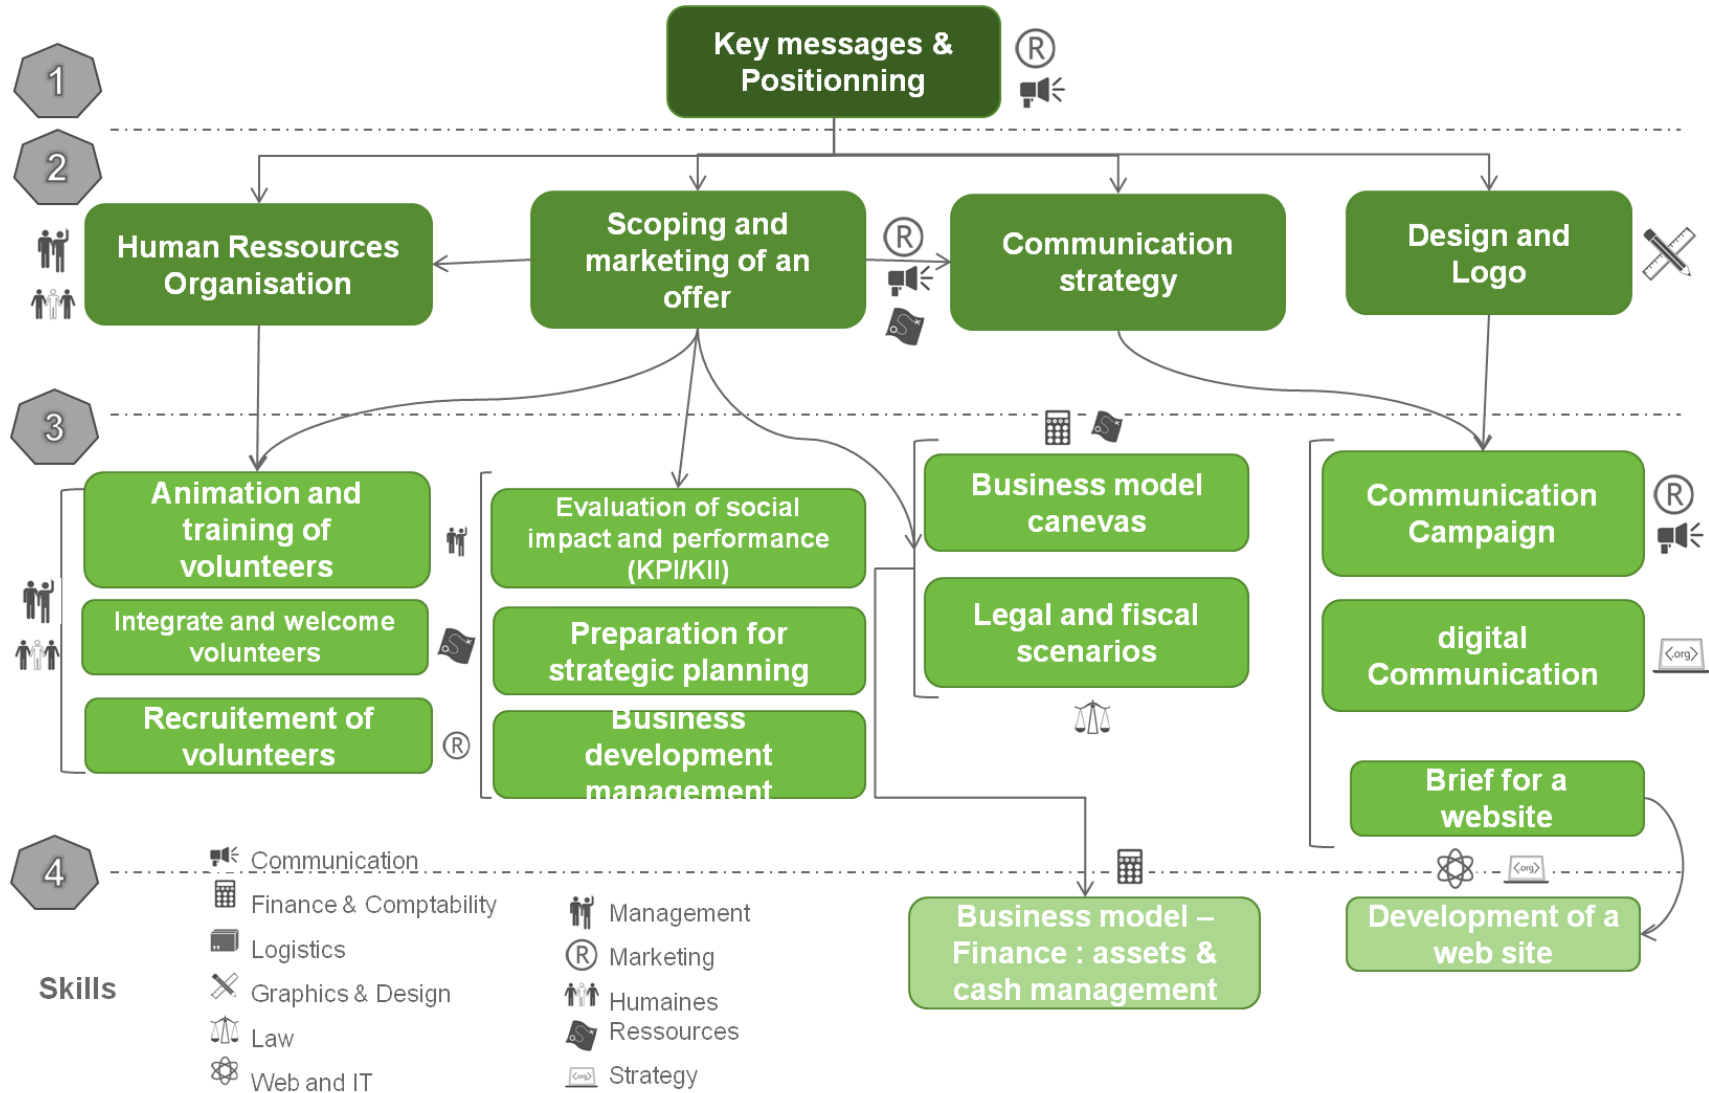 1
Key messages &
Positionning
®
2
Human Ressources
Organisation
Scoping and
marketing of an
offer
®
Communication
strategy
Design and
Logo
3
Animation and
training of
volunteers
Integrate and welcome
volunteers
Recruitement of
volunteers
®
Evaluation of social
impact and performance
(KPI/KII)
Preparation for
strategic planning
Business
development
management
Business model
canevas
Legal and fiscal
scenarios
Communication
Campaign
®
digital
Communication
<.org>
Brief for a
website
4
<.org>
Business model –
Finance : assets &
cash management
Development of a
web site
Skills
Communication
Finance & Comptability
Logistics
Graphics & Design
Law
Web and IT
Management
® Marketing
Humaines
Ressources
<.org> Strategy